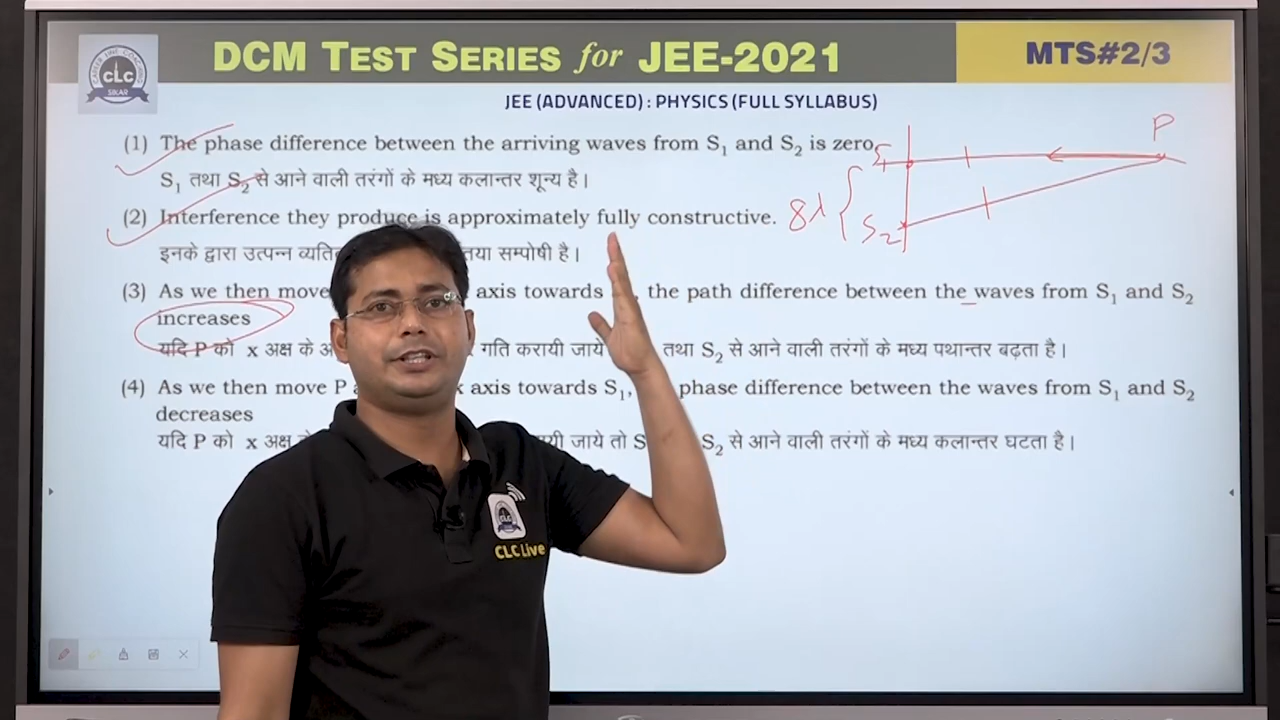 DCM TEST SERIES for JEE-2021
MTS#2/3
CLC
SIKAR
JEE (ADVANCED) : PHYSICS (FULL SYLLABUS)
(1) The phase difference between the arriving waves from S₁ and S₂ is zero
S₁ तथा S₂ से आने वाली तरंगों के मध्य कलान्तर शून्य है।
(2) Interference they produce is approximately fully constructive.
इनके द्वारा उत्पन्न तया सम्पोषी है।
(3) As we then move axis towards the path difference between the waves from S₁ and S₂
increases
यदि P को x अक्ष के गति करायी जाये तथा S₂ से आने वाली तरंगों के मध्य पथान्तर बढ़ता है।
(4) As we then move P x axis towards S₁, phase difference between the waves from S₁ and S₂
decreases
यदि P को x अक्ष जाये तो S S₂ से आने वाली तरंगों के मध्य कलान्तर घटता है।
P
S₁
8λ
S₂
CLC
CLC Live